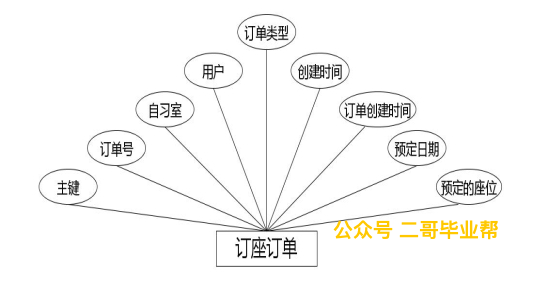 订单类型
用户
创建时间
自习室
订单创建时间
订单号
预定日期
主键
预定的座位
订座订单
公众号 二哥毕业帮